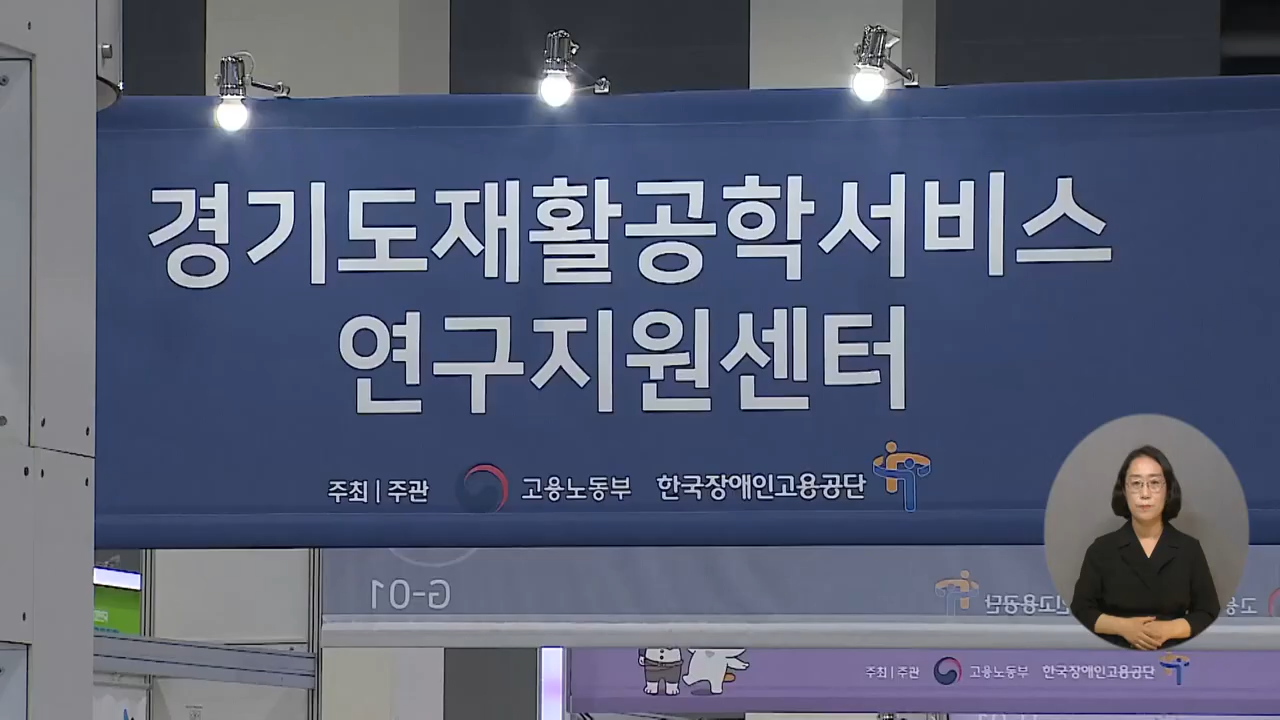 경기도재활공학서비스
연구지원센터
주최 | 주관 고용노동부 한국장애인고용공단
G-01
주최 | 주관 고용노동부 한국장애인고용공단